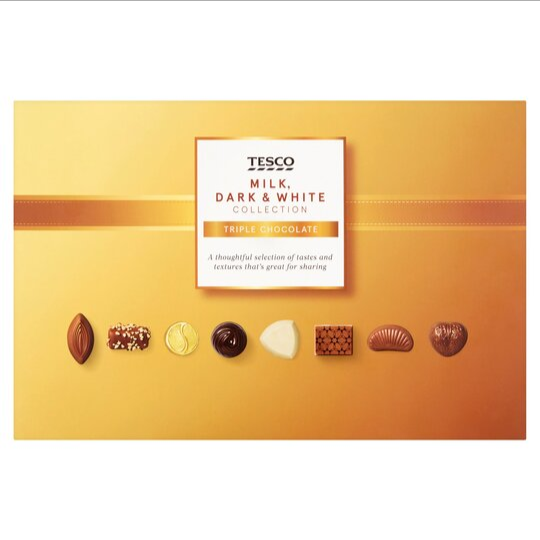 TESCO
MILK,
DARK & WHITE
COLLECTION
TRIPLE CHOCOLATE
A thoughtful selection of tastes and
textures that's great for sharing